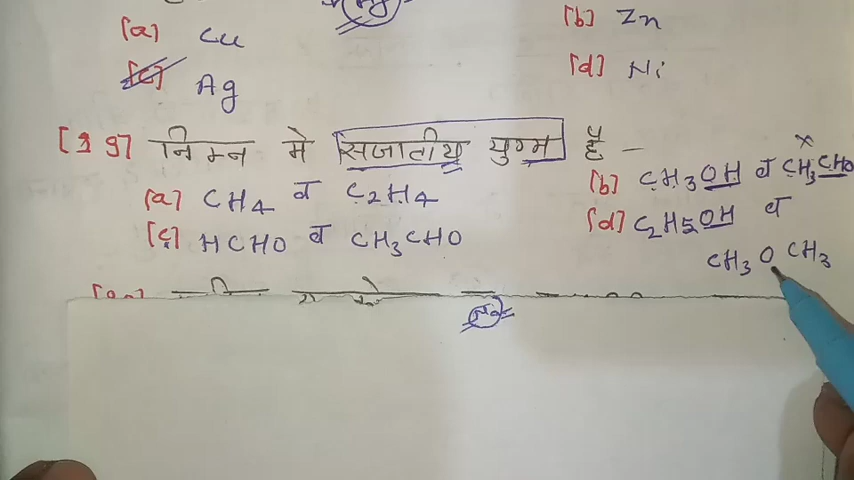 [a] Cu [b] Zn
[c] Ag [d] Ni
[19] निम्न में सजातीय युग्म है –
[a] CH4 व C2H4 [b] CH3OH व CH3CHO
[c] HCHO व CH3CHO [d] C2H5OH व
CH3OCH3